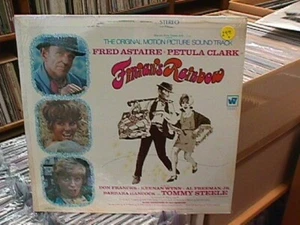 STEREO
THE ORIGINAL MOTION PICTURE SOUND TRACK
FRED ASTAIRE · PETULA CLARK
Finian's Rainbow
DON FRANCKS · KEENAN WYNN · AL FREEMAN, JR.
BARBARA HANCOCK · TOMMY STEELE